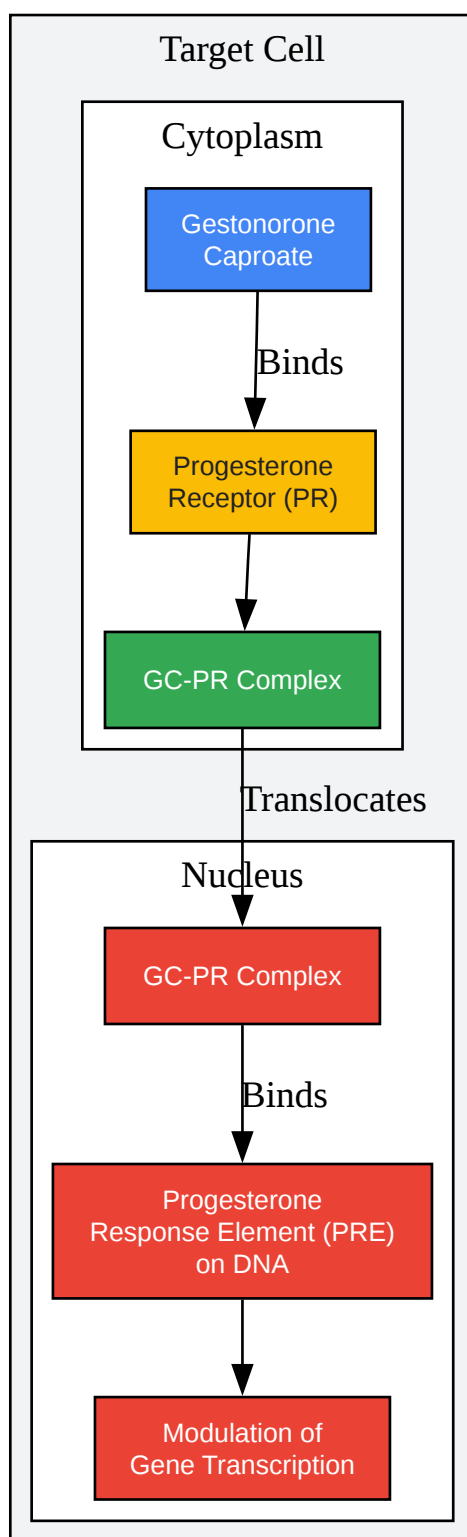 Target Cell
Cytoplasm
Gestonorone
Caproate
Binds
Progesterone
Receptor (PR)
GC-PR Complex
Translocates
Nucleus
GC-PR Complex
Binds
Progesterone
Response Element (PRE)
on DNA
Modulation of
Gene Transcription